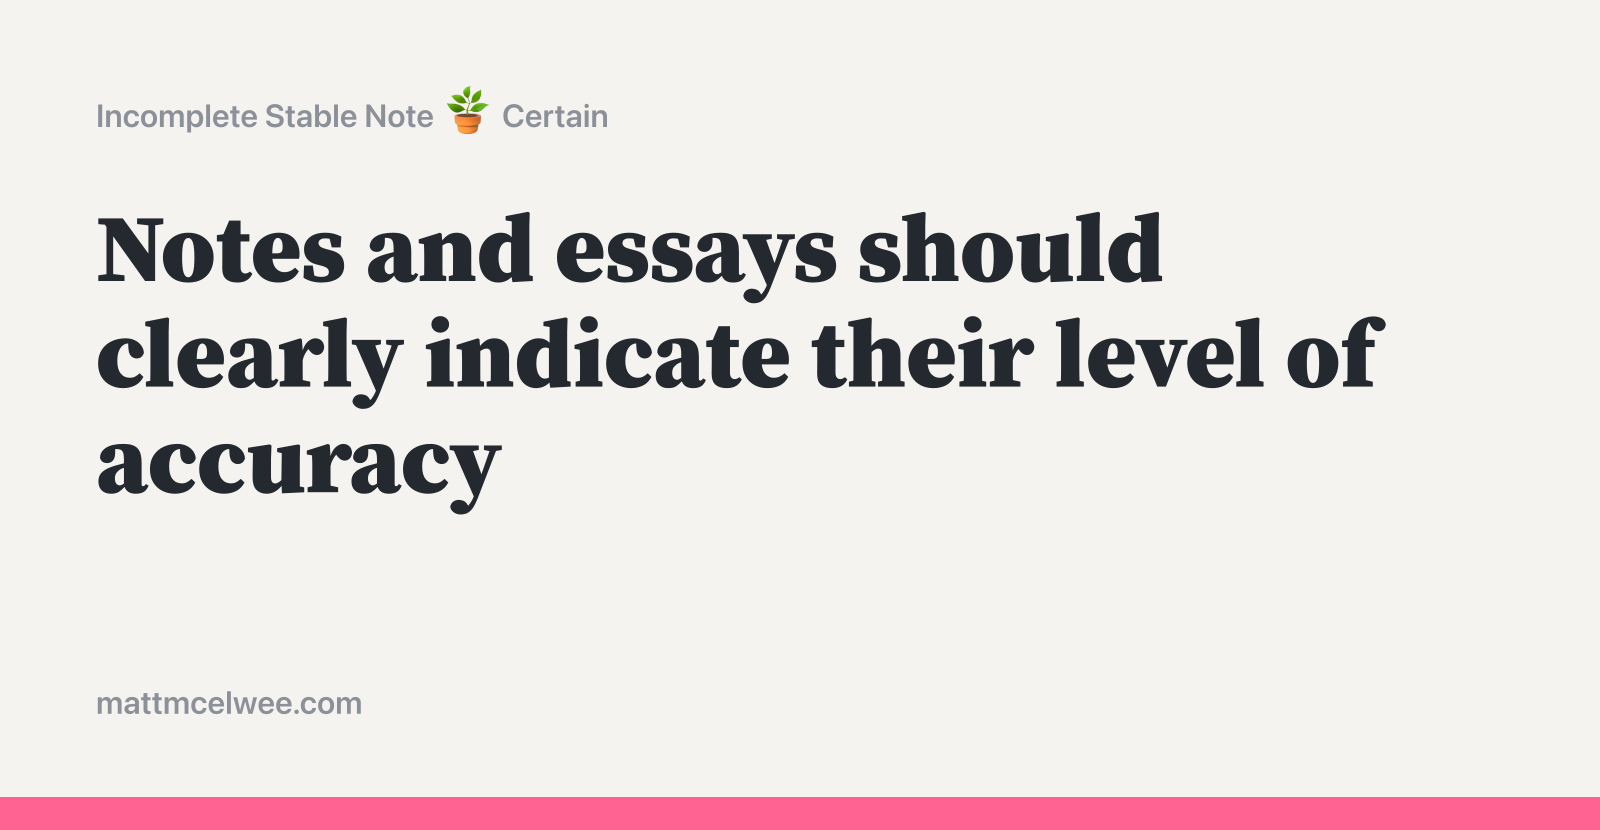 Incomplete Stable Note 🪴 Certain
Notes and essays should
clearly indicate their level of
accuracy
mattmcelwee.com